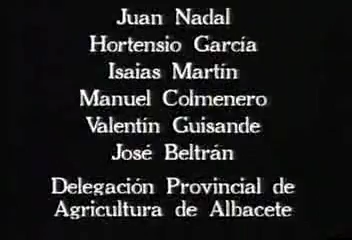 Juan Nadal
Hortensio García
Isaias Martín
Manuel Colmenero
Valentín Guisande
José Beltrán
Delegación Provincial de
Agricultura de Albacete